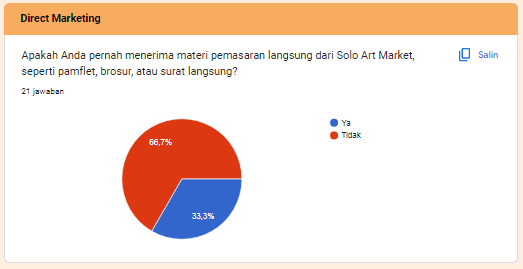 Direct Marketing
Apakah Anda pernah menerima materi pemasaran langsung dari Solo Art Market,
seperti pamflet, brosur, atau surat langsung?
Salin
21 jawaban
Ya
Tidak
66,7%
33,3%